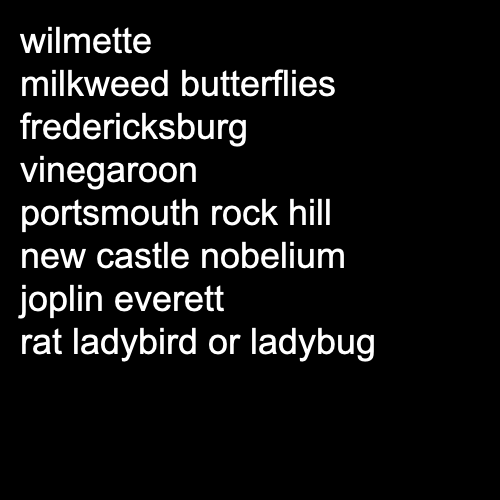 wilmette
milkweed butterflies
fredericksburg
vinegaroon
portsmouth rock hill
new castle nobelium
joplin everett
rat ladybird or ladybug